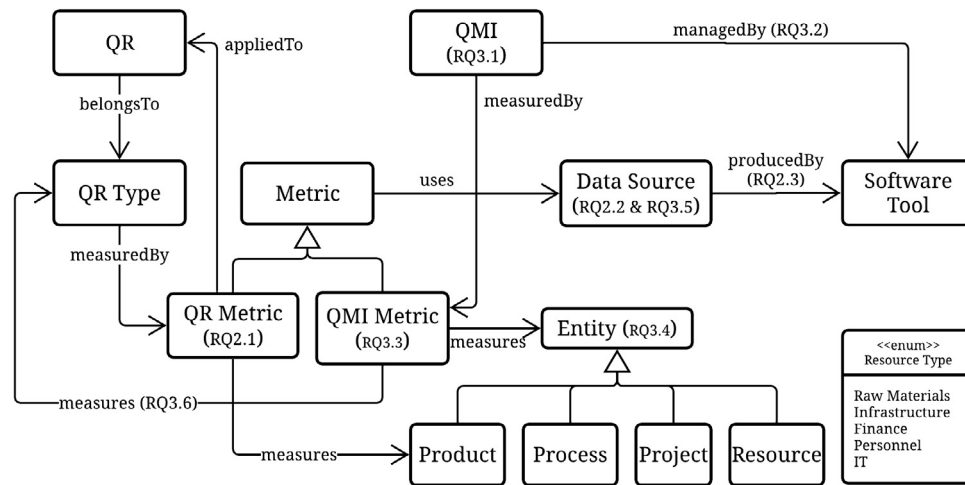 QR
appliedTo
QMI
(RQ3.1)
managedBy (RQ3.2)
belongsTo
measuredBy
QR Type
Metric
uses
Data Source
(RQ2.2 & RQ3.5)
producedBy
(RQ2.3)
Software
Tool
measuredBy
QR Metric
(RQ2.1)
QMI Metric
(RQ3.3)
measures
Entity (RQ3.4)
<<enum>>
Resource Type
Raw Materials
Infrastructure
Finance
Personnel
IT
measures (RQ3.6)
measures
Product
Process
Project
Resource